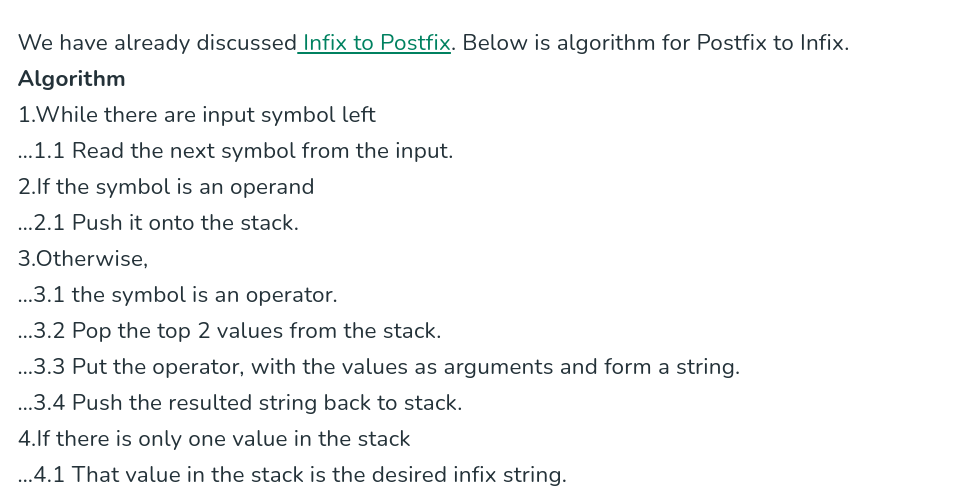 We have already discussed Infix to Postfix. Below is algorithm for Postfix to Infix.
Algorithm
1.While there are input symbol left
…1.1 Read the next symbol from the input.
2.If the symbol is an operand
…2.1 Push it onto the stack.
3.Otherwise,
…3.1 the symbol is an operator.
…3.2 Pop the top 2 values from the stack.
…3.3 Put the operator, with the values as arguments and form a string.
…3.4 Push the resulted string back to stack.
4.If there is only one value in the stack
…4.1 That value in the stack is the desired infix string.